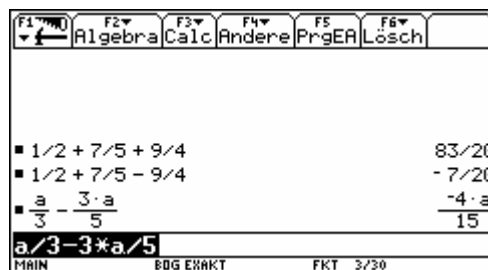 F1 F2 Algebra F3 Calc F4 Andere F5 PrgEA F6 Lösch
1/2 + 7/5 + 9/4 83/20
1/2 + 7/5 - 9/4 -7/20
a/3 - 3·a/5 -4·a/15
a/3-3*a/5
MAIN BOG EXAKT FKT 3/30